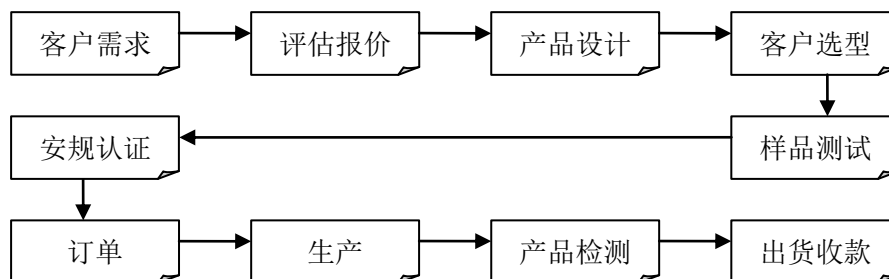 客户需求
评估报价
产品设计
客户选型
样品测试
安规认证
订单
生产
产品检测
出货收款